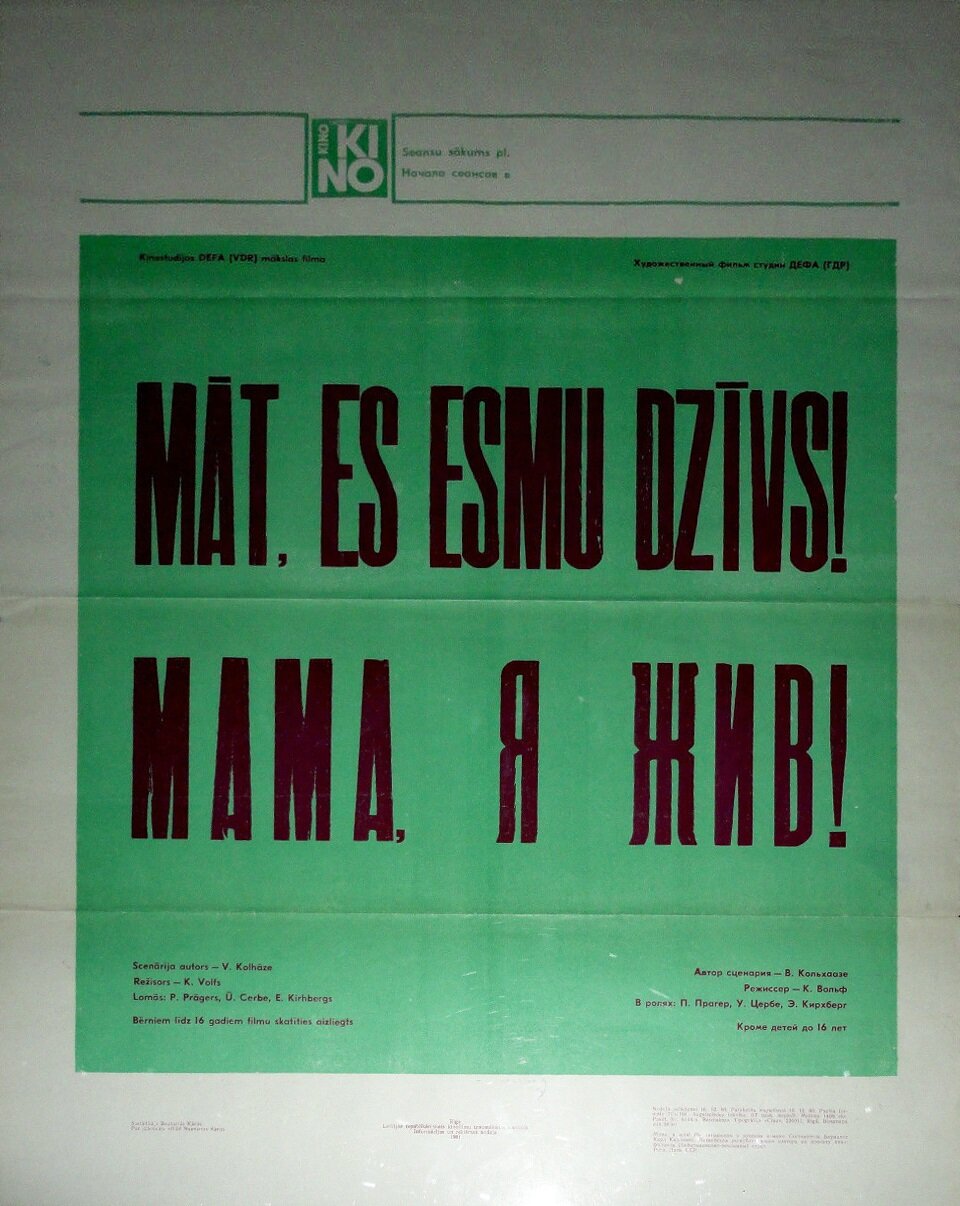 KINO
KINO
Seansu sākums pl.
Начало сеансов в
Kinostudijas DEFA (VDR) mākslas filma
Художественный фильм студии ДЕФА (ГДР)
MĀT, ES ESMU DZĪVS!
МАМА, Я ЖИВ!
Scenārija autors — V. Kolhāze
Režisors — K. Volfs
Lomās: P. Prāgers, Ū. Cerbe, E. Kirhbergs
Bērniem līdz 16 gadiem filmu skatīties aizliegts
Автор сценария — В. Кольхаазе
Режиссер — К. Вольф
В ролях: П. Прагер, У. Цербе, Э. Кирхберг
Кроме детей до 16 лет
Rīga
1981